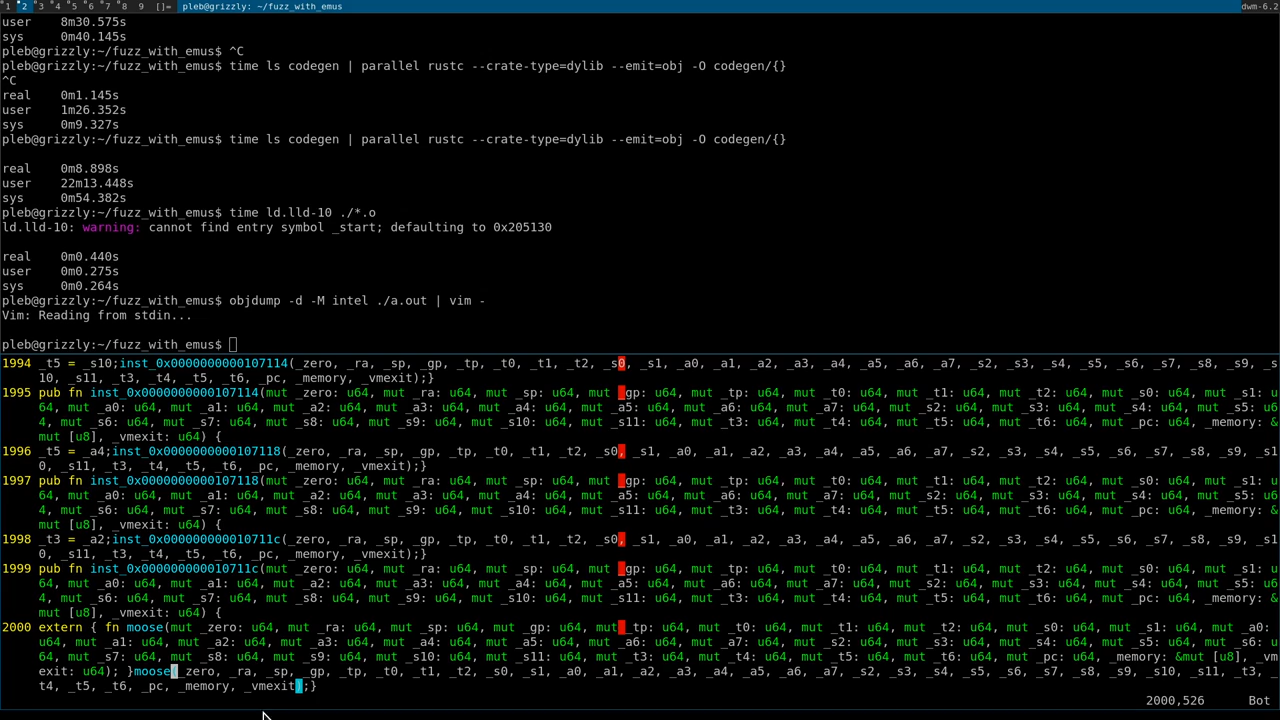 1 2 3 4 5 6 7 8 9 []= pleb@grizzly: ~/fuzz_with_emus dwm-6.2
user 8m30.575s
sys 0m40.145s
pleb@grizzly:~/fuzz_with_emus$ ^C
pleb@grizzly:~/fuzz_with_emus$ time ls codegen | parallel rustc --crate-type=dylib --emit=obj -O codegen/{}
^C
real 0m1.145s
user 1m26.352s
sys 0m9.327s
pleb@grizzly:~/fuzz_with_emus$ time ls codegen | parallel rustc --crate-type=dylib --emit=obj -O codegen/{}
real 0m8.898s
user 22m13.448s
sys 0m54.382s
pleb@grizzly:~/fuzz_with_emus$ time ld.lld-10 ./*.o
ld.lld-10: warning: cannot find entry symbol _start; defaulting to 0x205130
real 0m0.440s
user 0m0.275s
sys 0m0.264s
pleb@grizzly:~/fuzz_with_emus$ objdump -d -M intel ./a.out | vim -
Vim: Reading from stdin...
pleb@grizzly:~/fuzz_with_emus$
1994 _t5 = _s10;inst_0x0000000000107114(_zero, _ra, _sp, _gp, _tp, _t0, _t1, _t2, _s0, _s1, _a0, _a1, _a2, _a3, _a4, _a5, _a6, _a7, _s2, _s3, _s4, _s5, _s6, _s7, _s8, _s9, _s
10, _s11, _t3, _t4, _t5, _t6, _pc, _memory, _vmexit);}
1995 pub fn inst_0x0000000000107114(mut _zero: u64, mut _ra: u64, mut _sp: u64, mut _gp: u64, mut _tp: u64, mut _t0: u64, mut _t1: u64, mut _t2: u64, mut _s0: u64, mut _s1: u
64, mut _a0: u64, mut _a1: u64, mut _a2: u64, mut _a3: u64, mut _a4: u64, mut _a5: u64, mut _a6: u64, mut _a7: u64, mut _s2: u64, mut _s3: u64, mut _s4: u64, mut _s5: u6
4, mut _s6: u64, mut _s7: u64, mut _s8: u64, mut _s9: u64, mut _s10: u64, mut _s11: u64, mut _t3: u64, mut _t4: u64, mut _t5: u64, mut _t6: u64, mut _pc: u64, _memory: &
mut [u8], _vmexit: u64) {
1996 _t5 = _a4;inst_0x0000000000107118(_zero, _ra, _sp, _gp, _tp, _t0, _t1, _t2, _s0, _s1, _a0, _a1, _a2, _a3, _a4, _a5, _a6, _a7, _s2, _s3, _s4, _s5, _s6, _s7, _s8, _s9, _s1
0, _s11, _t3, _t4, _t5, _t6, _pc, _memory, _vmexit);}
1997 pub fn inst_0x0000000000107118(mut _zero: u64, mut _ra: u64, mut _sp: u64, mut _gp: u64, mut _tp: u64, mut _t0: u64, mut _t1: u64, mut _t2: u64, mut _s0: u64, mut _s1: u
64, mut _a0: u64, mut _a1: u64, mut _a2: u64, mut _a3: u64, mut _a4: u64, mut _a5: u64, mut _a6: u64, mut _a7: u64, mut _s2: u64, mut _s3: u64, mut _s4: u64, mut _s5: u6
4, mut _s6: u64, mut _s7: u64, mut _s8: u64, mut _s9: u64, mut _s10: u64, mut _s11: u64, mut _t3: u64, mut _t4: u64, mut _t5: u64, mut _t6: u64, mut _pc: u64, _memory: &
mut [u8], _vmexit: u64) {
1998 _t3 = _a2;inst_0x000000000010711c(_zero, _ra, _sp, _gp, _tp, _t0, _t1, _t2, _s0, _s1, _a0, _a1, _a2, _a3, _a4, _a5, _a6, _a7, _s2, _s3, _s4, _s5, _s6, _s7, _s8, _s9, _s1
0, _s11, _t3, _t4, _t5, _t6, _pc, _memory, _vmexit);}
1999 pub fn inst_0x000000000010711c(mut _zero: u64, mut _ra: u64, mut _sp: u64, mut _gp: u64, mut _tp: u64, mut _t0: u64, mut _t1: u64, mut _t2: u64, mut _s0: u64, mut _s1: u
64, mut _a0: u64, mut _a1: u64, mut _a2: u64, mut _a3: u64, mut _a4: u64, mut _a5: u64, mut _a6: u64, mut _a7: u64, mut _s2: u64, mut _s3: u64, mut _s4: u64, mut _s5: u6
4, mut _s6: u64, mut _s7: u64, mut _s8: u64, mut _s9: u64, mut _s10: u64, mut _s11: u64, mut _t3: u64, mut _t4: u64, mut _t5: u64, mut _t6: u64, mut _pc: u64, _memory: &
mut [u8], _vmexit: u64) {
2000 extern { fn moose(mut _zero: u64, mut _ra: u64, mut _sp: u64, mut _gp: u64, mut _tp: u64, mut _t0: u64, mut _t1: u64, mut _t2: u64, mut _s0: u64, mut _s1: u64, mut _a0:
u64, mut _a1: u64, mut _a2: u64, mut _a3: u64, mut _a4: u64, mut _a5: u64, mut _a6: u64, mut _a7: u64, mut _s2: u64, mut _s3: u64, mut _s4: u64, mut _s5: u64, mut _s6: u
64, mut _s7: u64, mut _s8: u64, mut _s9: u64, mut _s10: u64, mut _s11: u64, mut _t3: u64, mut _t4: u64, mut _t5: u64, mut _t6: u64, mut _pc: u64, _memory: &mut [u8], _vm
exit: u64); }moose(_zero, _ra, _sp, _gp, _tp, _t0, _t1, _t2, _s0, _s1, _a0, _a1, _a2, _a3, _a4, _a5, _a6, _a7, _s2, _s3, _s4, _s5, _s6, _s7, _s8, _s9, _s10, _s11, _t3, _
t4, _t5, _t6, _pc, _memory, _vmexit);}
2000,526 Bot